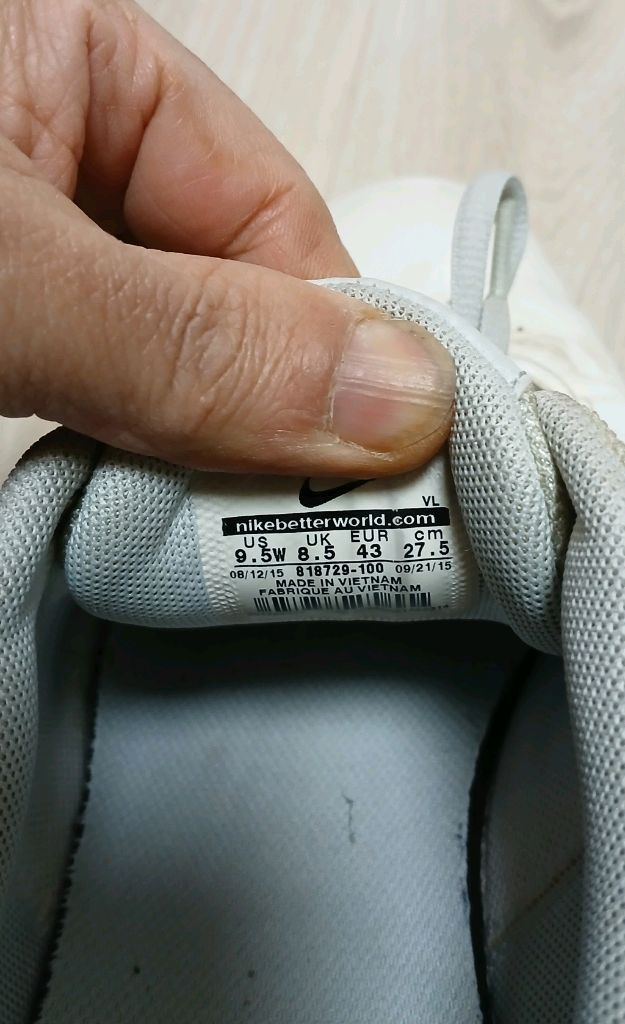 VL
nikebetterworld.com
US UK EUR cm
9.5W 8.5 43 27.5
08/12/15 818729-100 09/21/15
MADE IN VIETNAM
FABRIQUE AU VIETNAM